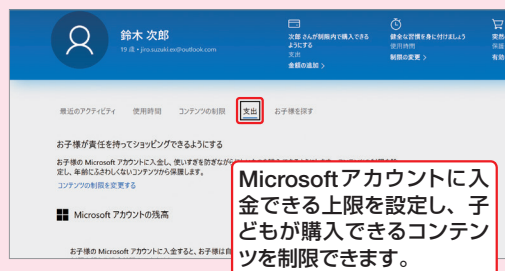 鈴木 次郎
19 歳・jiro.suzuki.ex@outlook.com
次郎 さんが制限内で購入できる
ようにする
支出
金額の追加 >
健全な習慣を身に付けましょう
使用時間
制限の変更 >
突然
保護
有効
最近のアクティビティ 使用時間 コンテンツの制限 支出 お子様を探す
お子様が責任を持ってショッピングできるようにする
お子様の Microsoft アカウントに入金し、使いすぎを防ぎながら
定し、年齢にふさわしくないコンテンツから保護します。
コンテンツの制限を変更する
Microsoft アカウントの残高
お子様の Microsoft アカウントに入金すると、お子様は自
Microsoftアカウントに入
金できる上限を設定し、子
どもが購入できるコンテン
ツを制限できます。